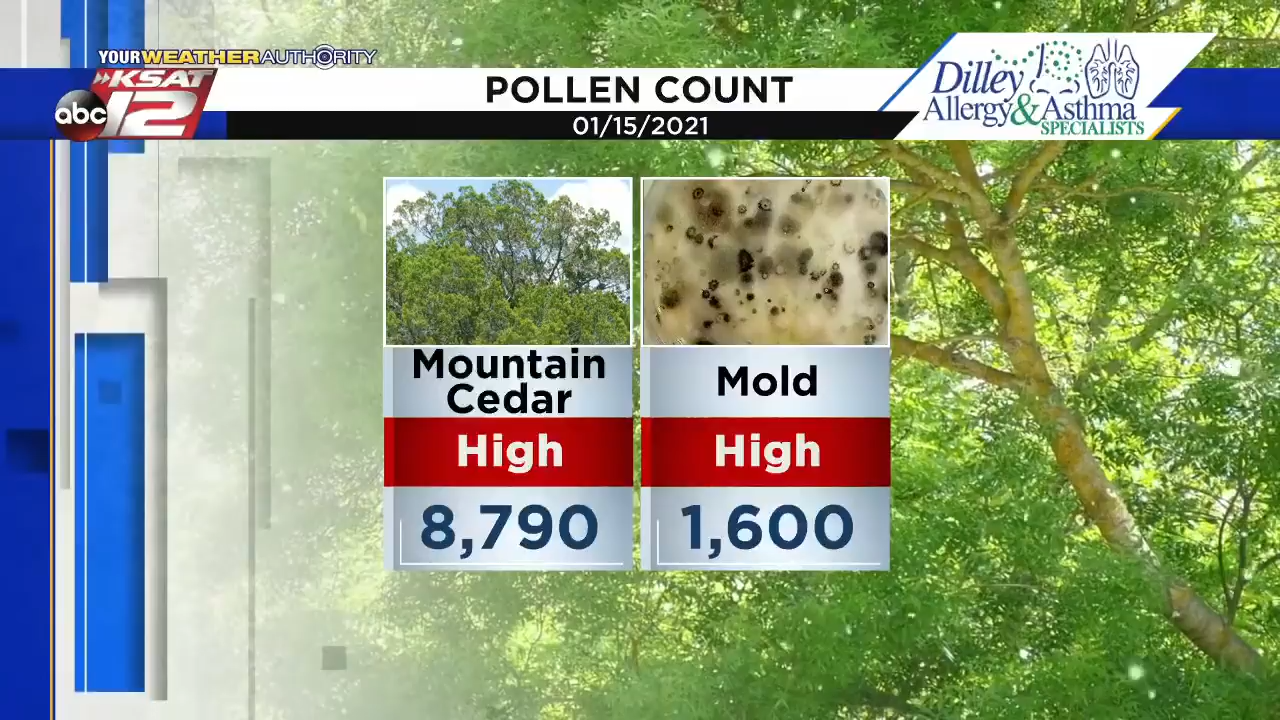 YOURWEATHERAUTHORITY
KSAT
abc 12
POLLEN COUNT
01/15/2021
Dilley
Allergy&Asthma
SPECIALISTS
Mountain
Cedar
High
8,790
Mold
High
1,600